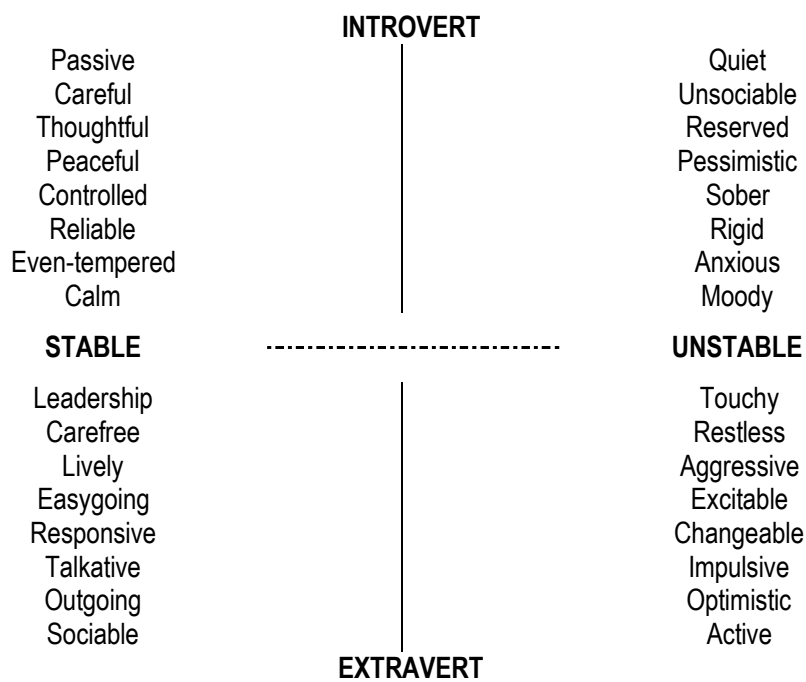 INTROVERT
Passive Quiet
Careful Unsociable
Thoughtful Reserved
Peaceful Pessimistic
Controlled Sober
Reliable Rigid
Even-tempered Anxious
Calm Moody
STABLE UNSTABLE
Leadership Touchy
Carefree Restless
Lively Aggressive
Easygoing Excitable
Responsive Changeable
Talkative Impulsive
Outgoing Optimistic
Sociable Active
EXTRAVERT